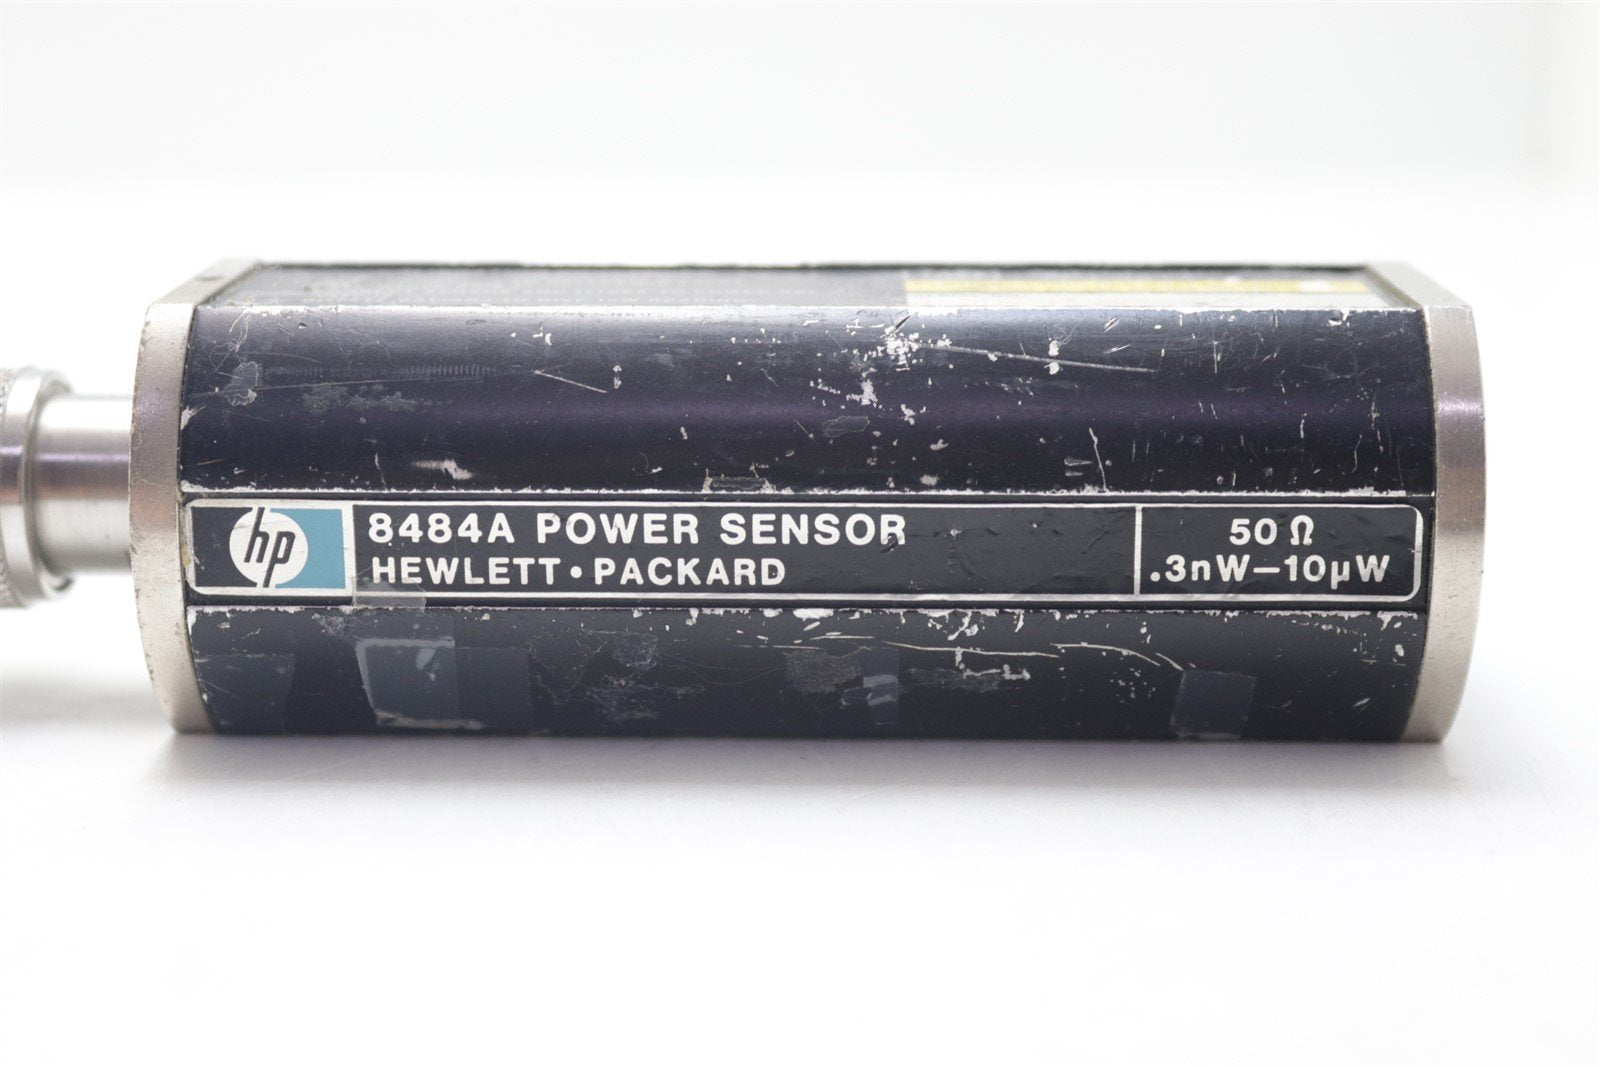 hp
8484A POWER SENSOR
HEWLETT•PACKARD
50 Ω
.3nW–10µW